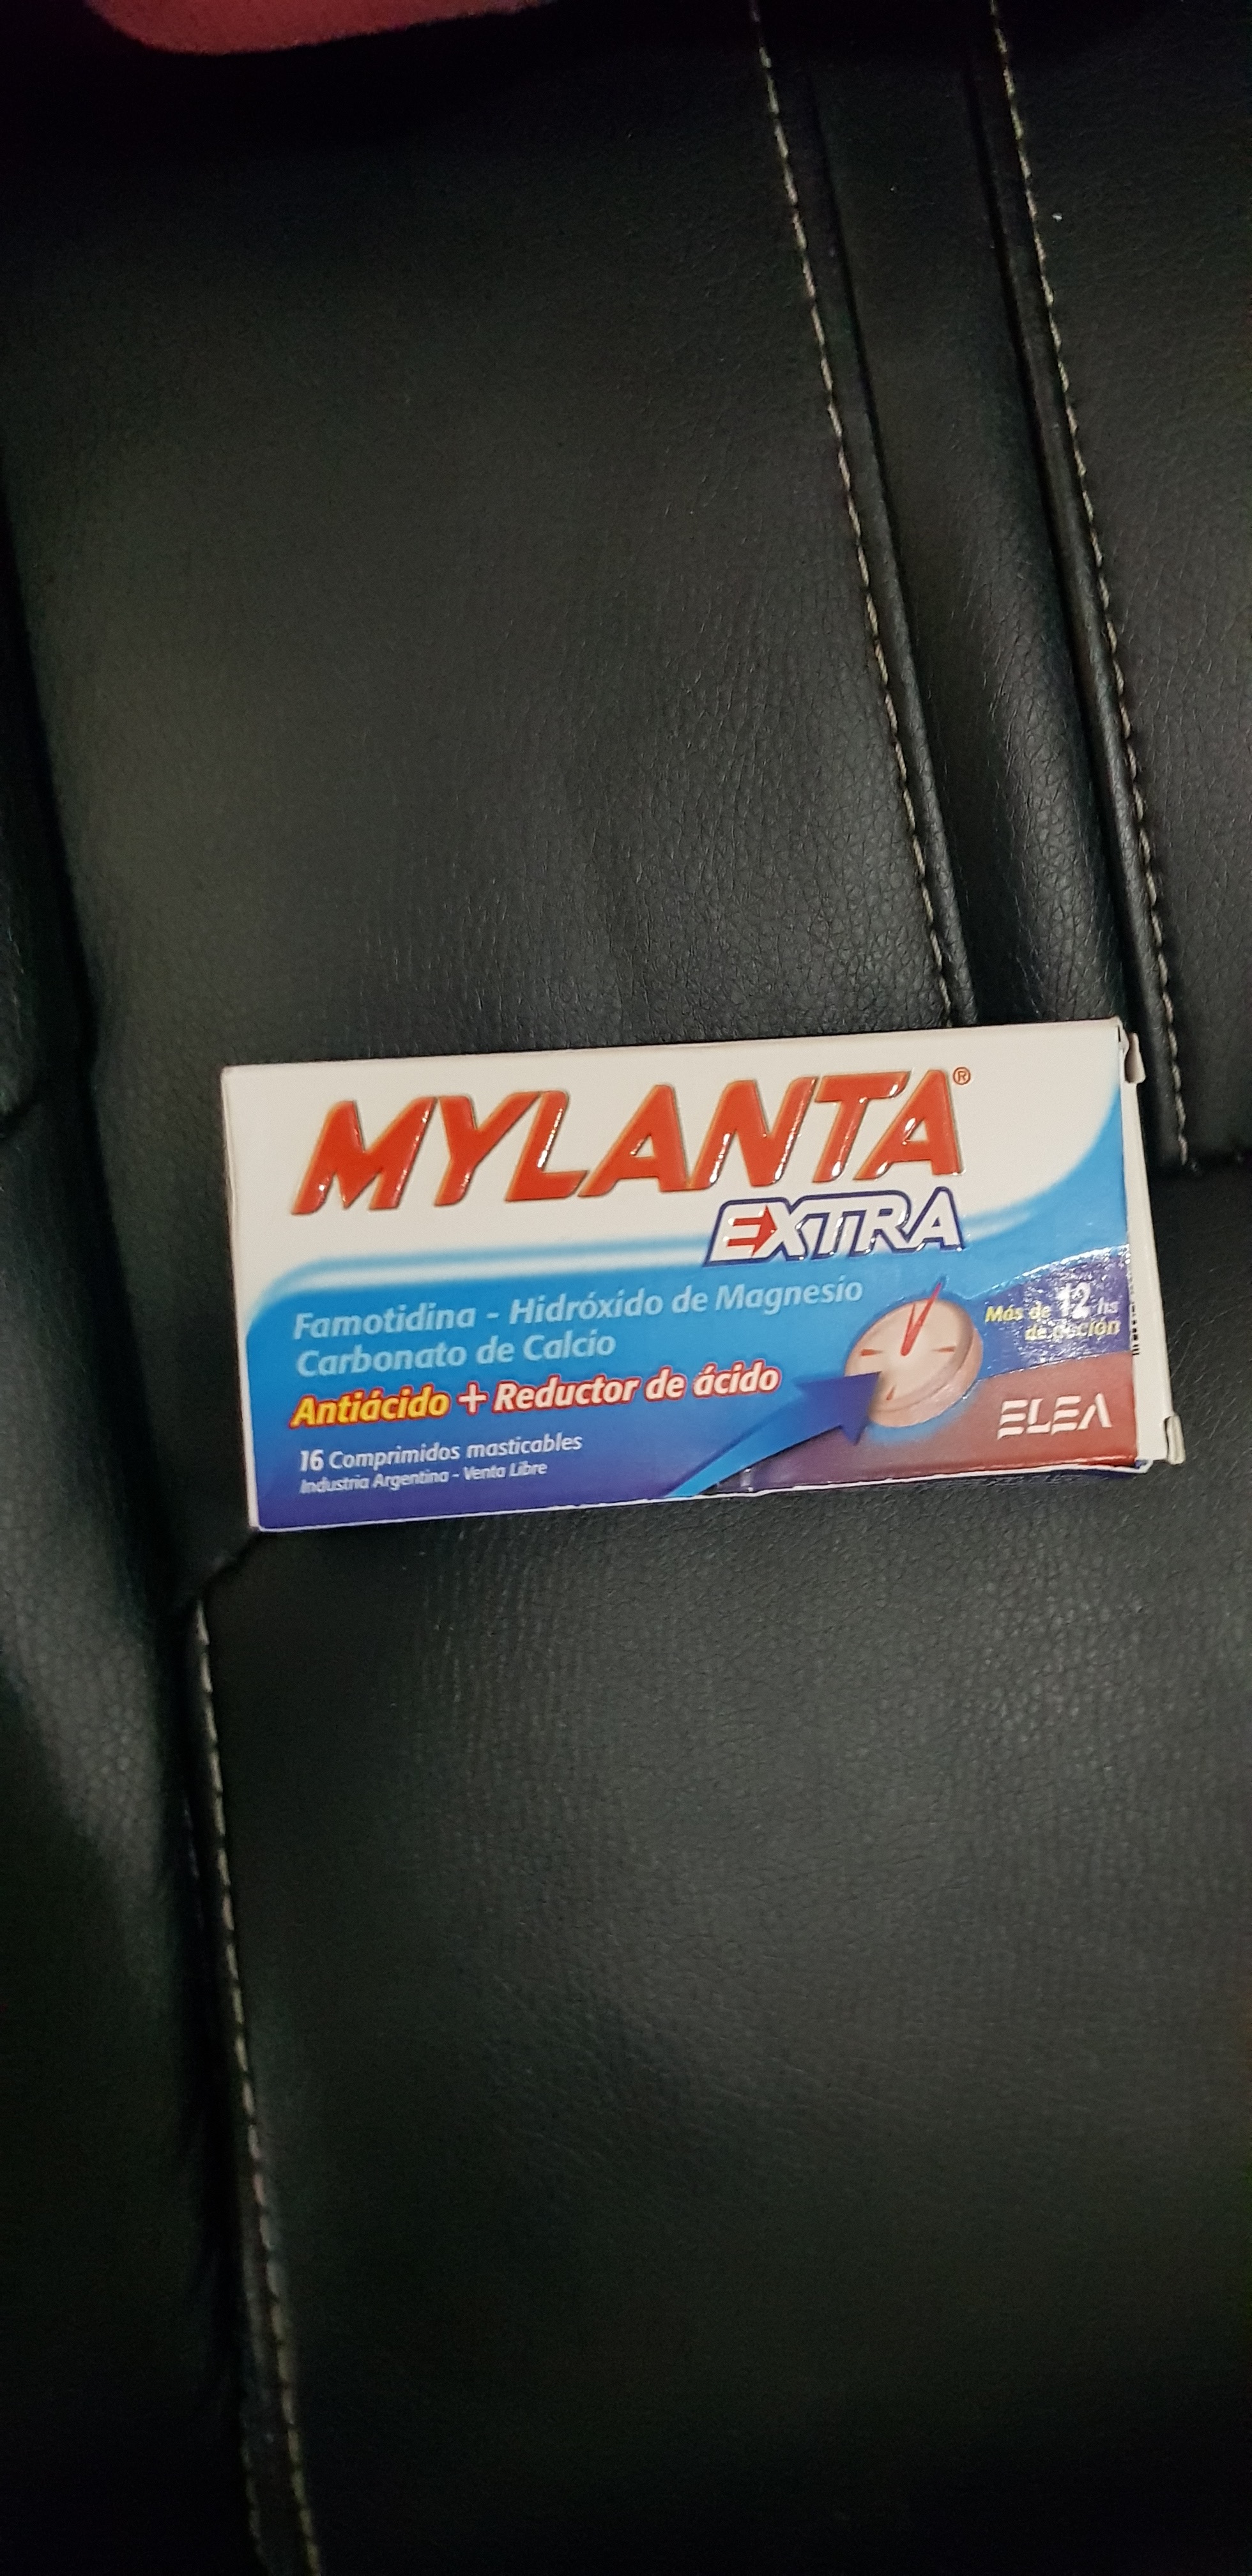 MYLANTA®
EXTRA
Famotidina - Hidróxido de Magnesio
Carbonato de Calcio
Antiácido + Reductor de ácido
16 Comprimidos masticables
Industria Argentina - Venta Libre
Más de 12 hs
de acción
ELEA